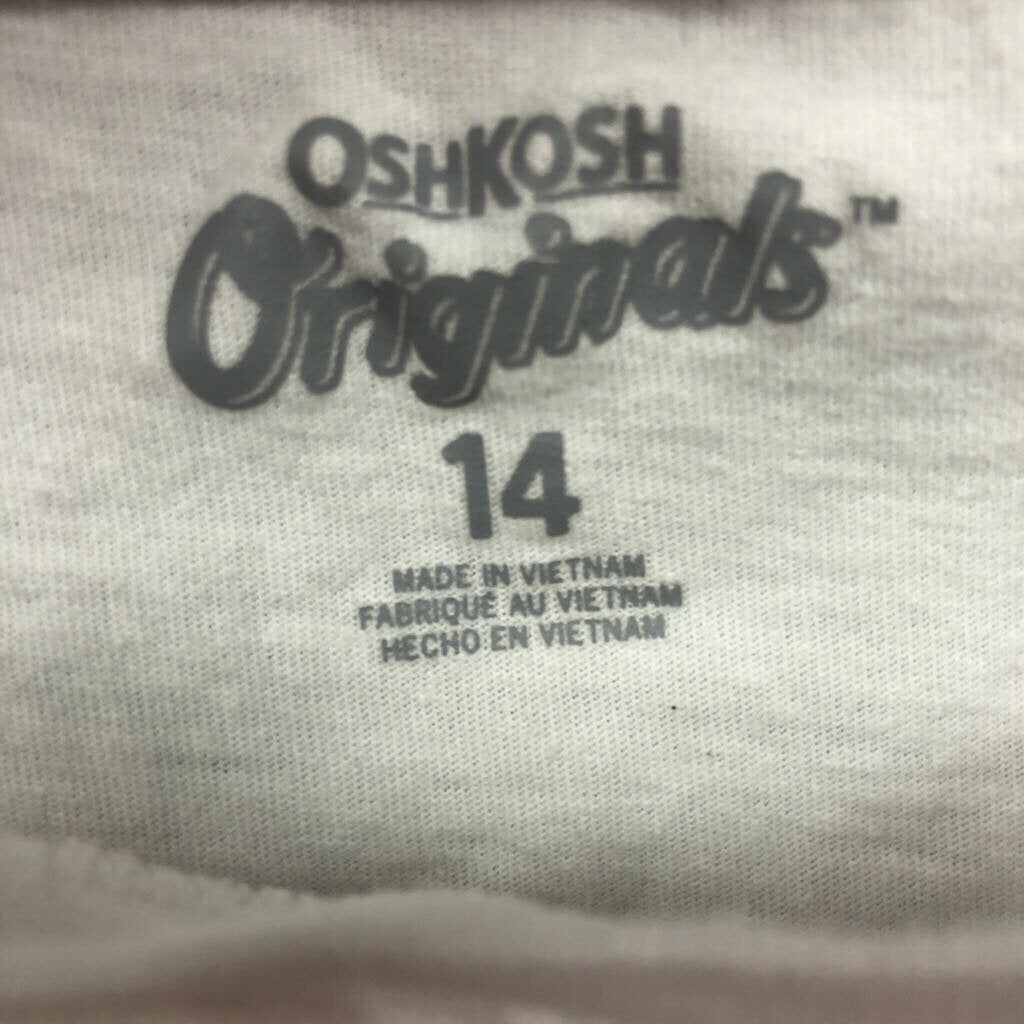 OSHKOSH
Originals™
14
MADE IN VIETNAM
FABRIQUÉ AU VIETNAM
HECHO EN VIETNAM